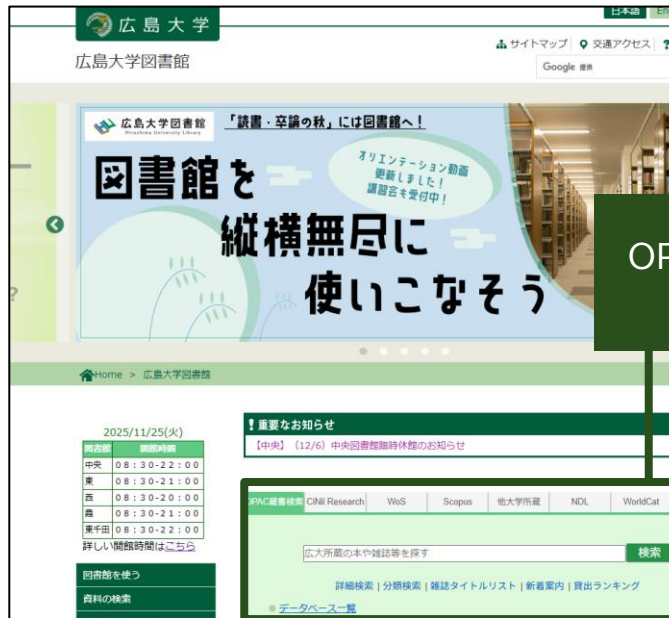 広島大学
日本語
サイトマップ 交通アクセス ?
広島大学図書館
Google 提供
広島大学図書館
Hiroshima University Library
「読書・卒論の秋」には図書館へ!
図書館を
縦横無尽に
使いこなそう
オリエンテーション動画
更新しました!
講習会も受付中!
?
Home > 広島大学図書館
2025/11/25(火)
図書館 開館時間
中央 08:30-22:00
東 08:30-21:00
西 08:30-20:00
霞 08:30-21:00
東千田 08:30-22:00
詳しい開館時間はこちら
図書館を使う
資料の検索
!重要なお知らせ
【中央】(12/6)中央図書館臨時休館のお知らせ
OPAC蔵書検索 CiNii Research WoS Scopus 他大学所蔵 NDL WorldCat
広大所蔵の本や雑誌等を探す 検索
詳細検索 | 分類検索 | 雑誌タイトルリスト | 新着案内 | 貸出ランキング
データベース一覧